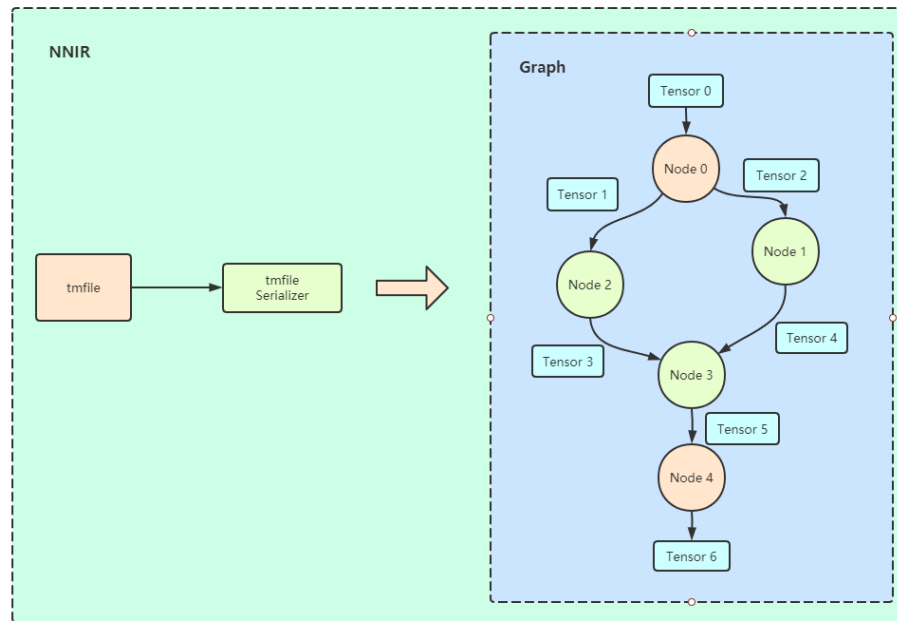 NNIR
Graph
Tensor 0
Node 0
Tensor 2
Tensor 1
Node 1
tmfile
tmfile
Serializer
Node 2
Tensor 4
Tensor 3
Node 3
Tensor 5
Node 4
Tensor 6